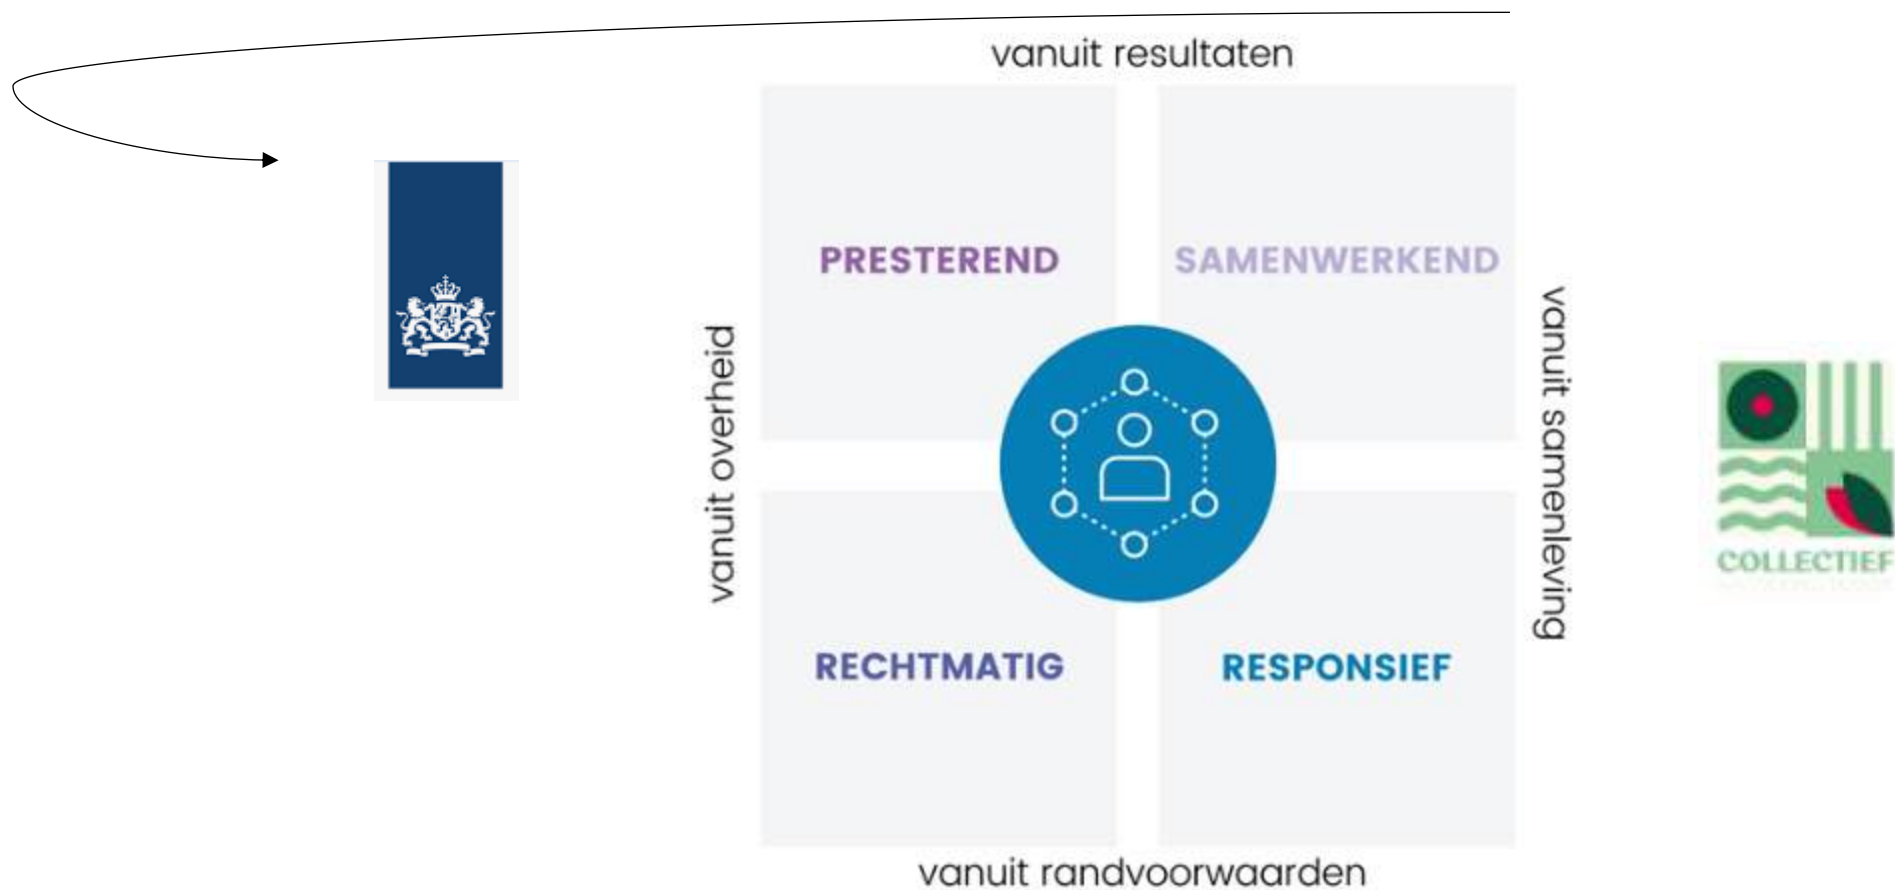 vanuit resultaten
PRESTEREND
SAMENWERKEND
vanuit overheid
vanuit samenleving
COLLECTIEF
RECHTMATIG
RESPONSIEF
vanuit randvoorwaarden